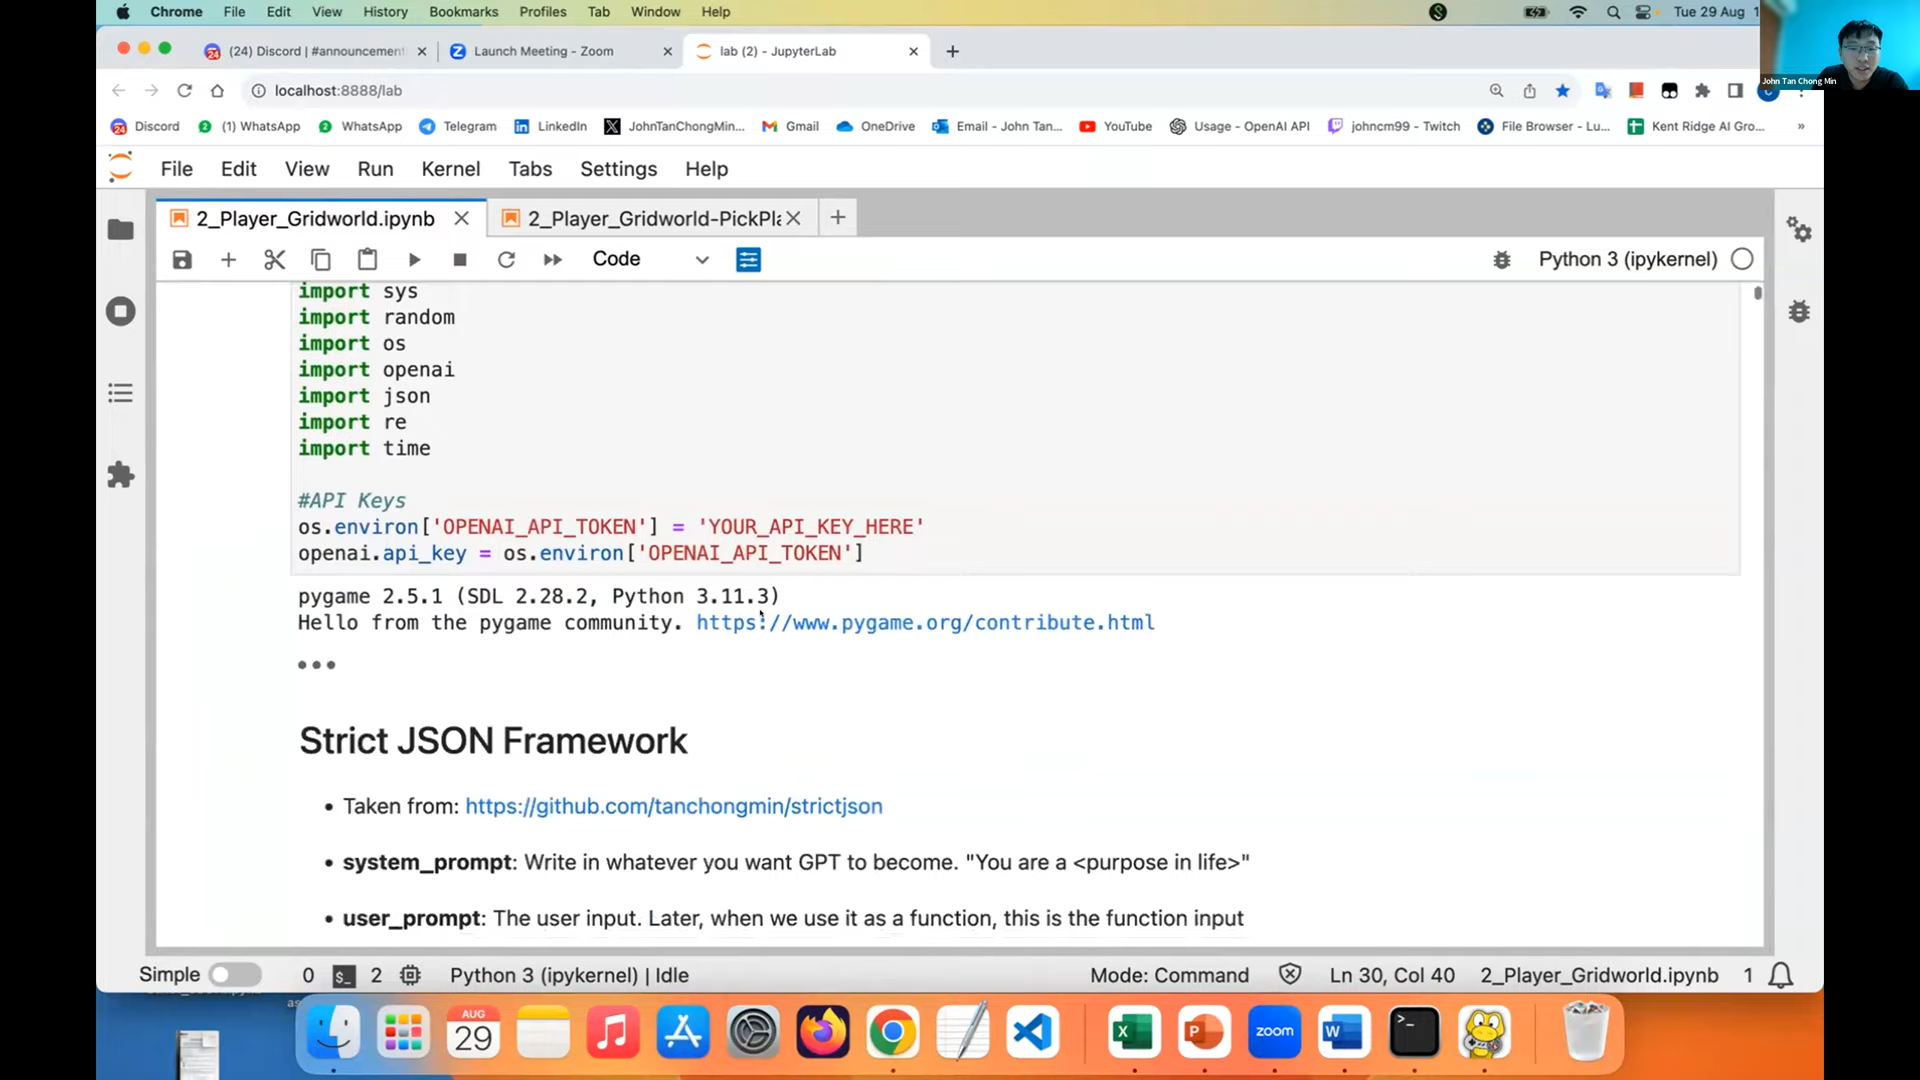 Chrome File Edit View History Bookmarks Profiles Tab Window Help Tue 29 Aug 1
(24) Discord | #announcement Launch Meeting - Zoom lab (2) - JupyterLab
localhost:8888/lab
Discord (1) WhatsApp WhatsApp Telegram LinkedIn JohnTanChongMin... Gmail OneDrive Email - John Tan... YouTube Usage - OpenAI API johncm99 - Twitch File Browser - Lu... Kent Ridge AI Gro... »
John Tan Chong Min
File Edit View Run Kernel Tabs Settings Help
2_Player_Gridworld.ipynb 2_Player_Gridworld-PickPla
Code Python 3 (ipykernel)
import sys
import random
import os
import openai
import json
import re
import time
#API Keys
os.environ['OPENAI_API_TOKEN'] = 'YOUR_API_KEY_HERE'
openai.api_key = os.environ['OPENAI_API_TOKEN']
pygame 2.5.1 (SDL 2.28.2, Python 3.11.3)
Hello from the pygame community. https://www.pygame.org/contribute.html
Strict JSON Framework
• Taken from: https://github.com/tanchongmin/strictjson
• system_prompt: Write in whatever you want GPT to become. "You are a <purpose in life>"
• user_prompt: The user input. Later, when we use it as a function, this is the function input
Simple 0 $_ 2 Python 3 (ipykernel) | Idle Mode: Command Ln 30, Col 40 2_Player_Gridworld.ipynb 1
AUG
29
zoom